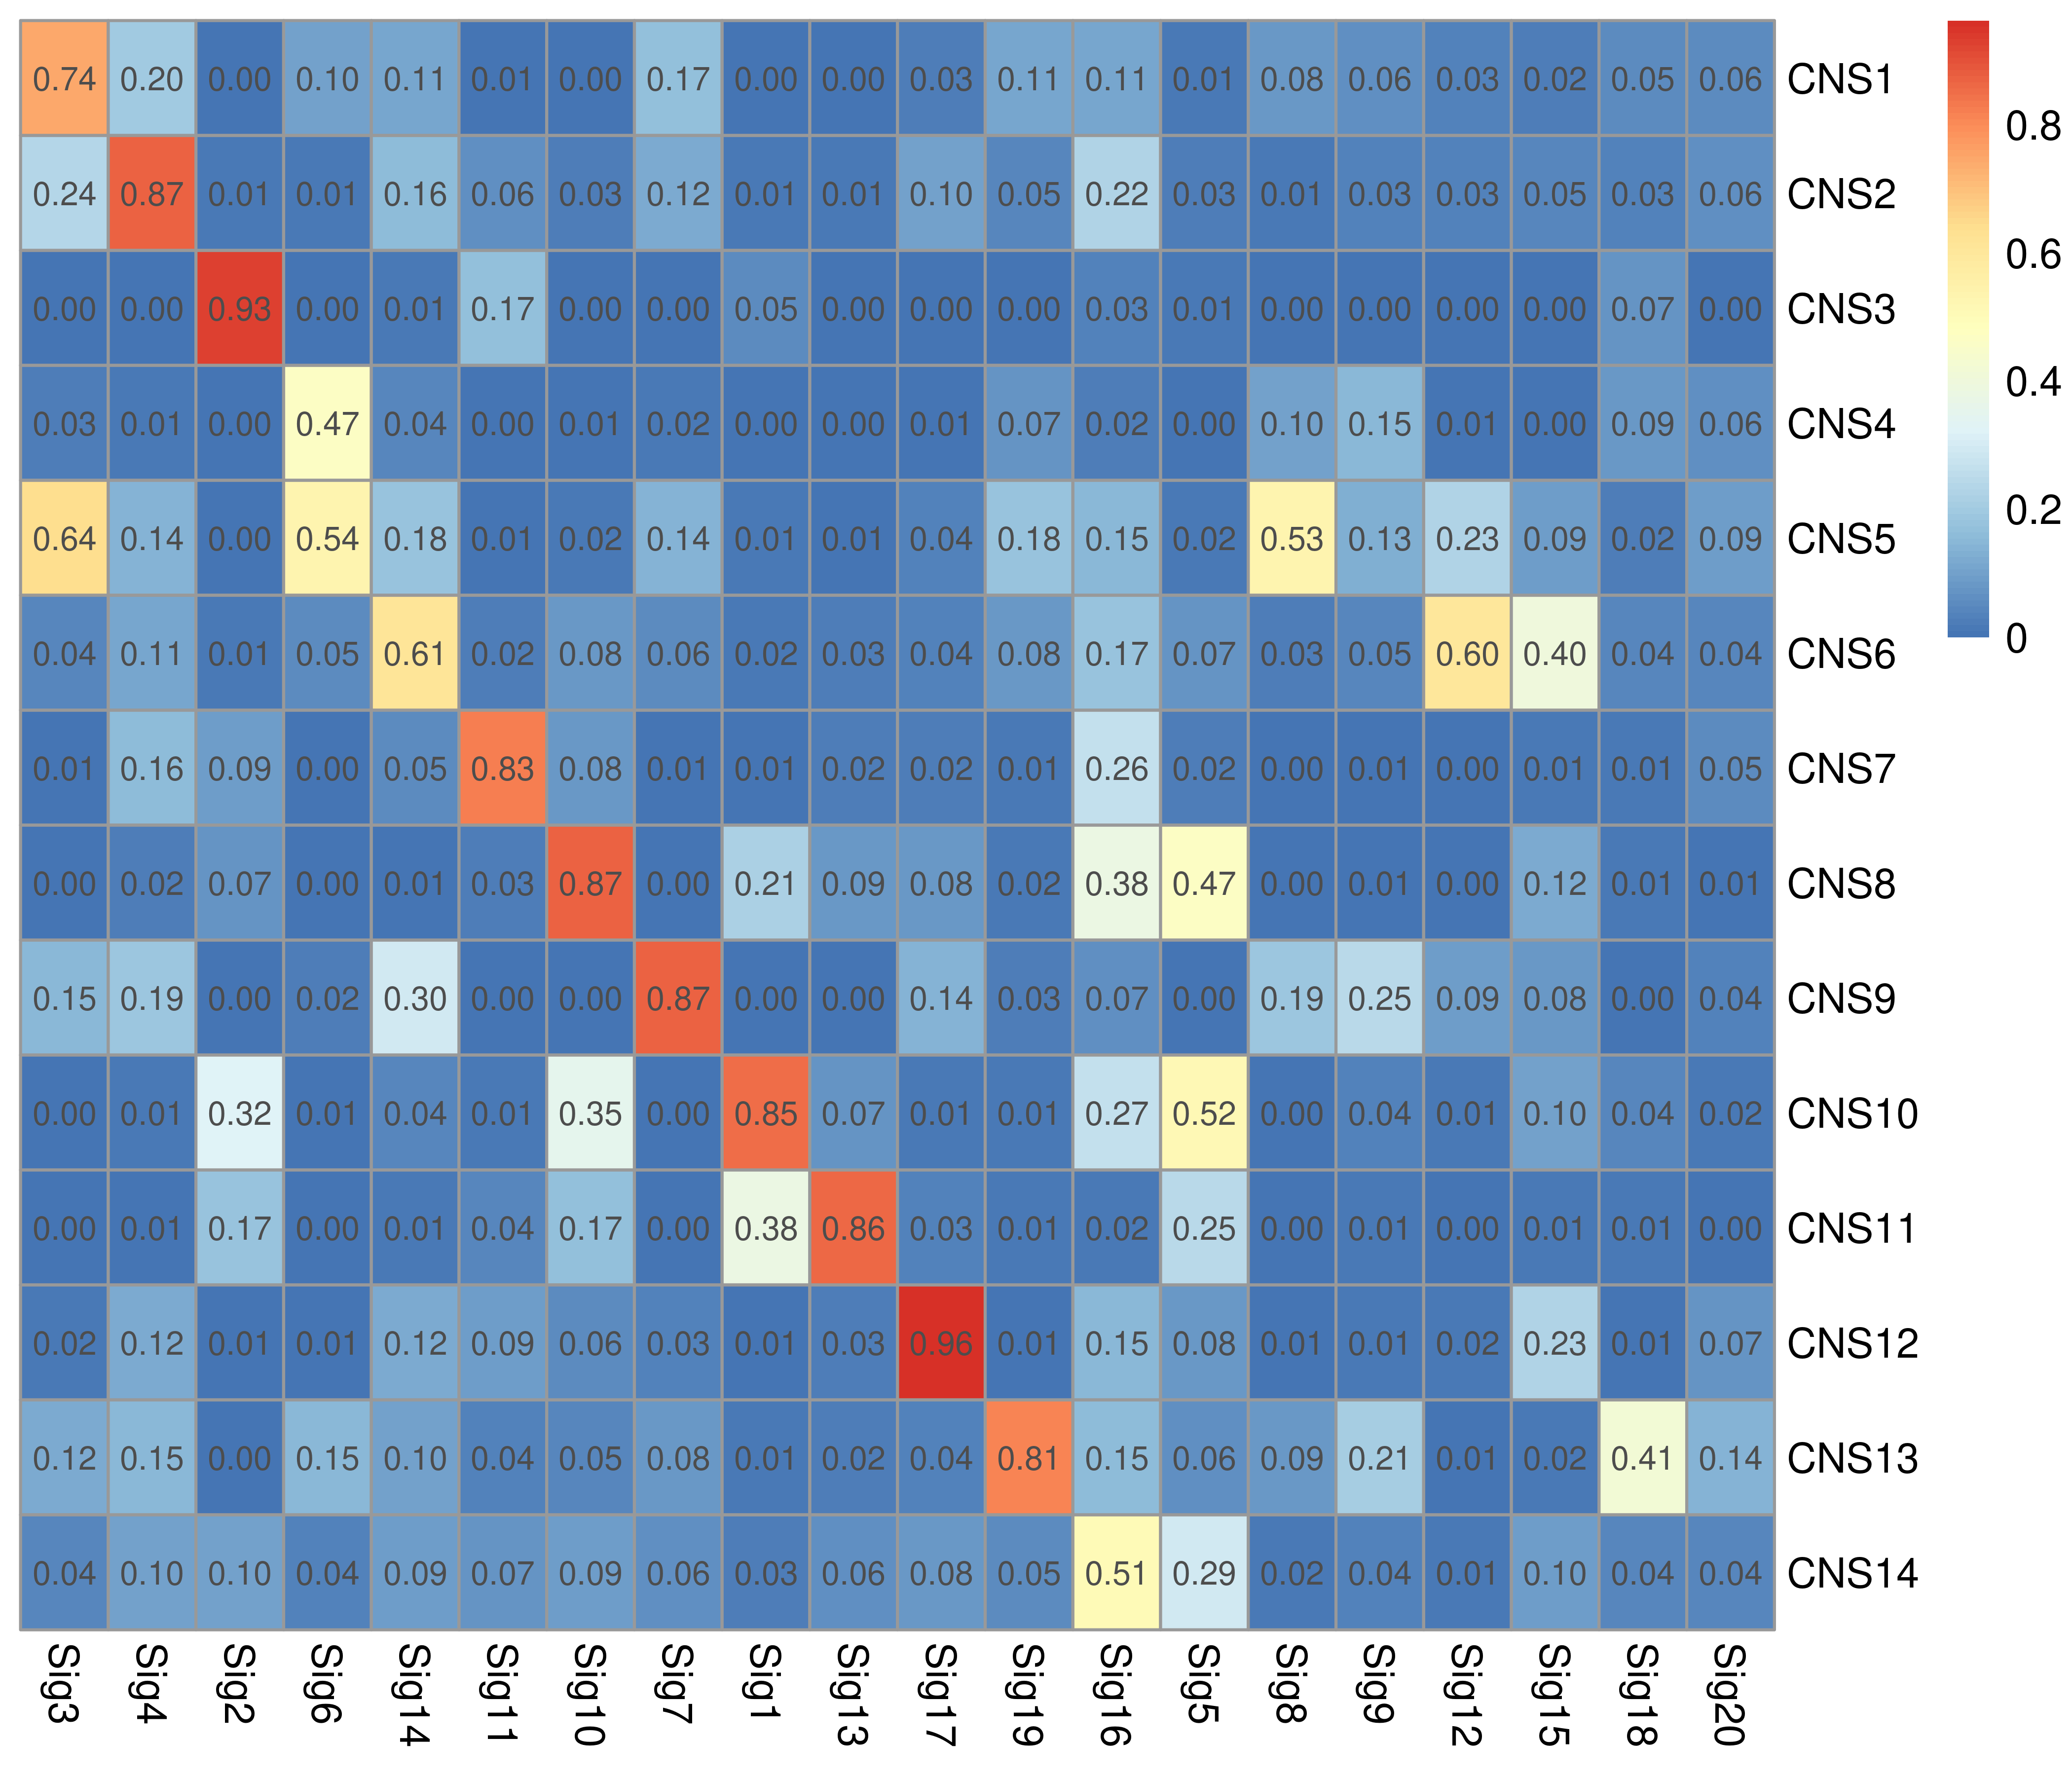 0.74 0.20 0.00 0.10 0.11 0.01 0.00 0.17 0.00 0.00 0.03 0.11 0.11 0.01 0.08 0.06 0.03 0.02 0.05 0.06 CNS1
0.24 0.87 0.01 0.01 0.16 0.06 0.03 0.12 0.01 0.01 0.10 0.05 0.22 0.03 0.01 0.03 0.03 0.05 0.03 0.06 CNS2
0.00 0.00 0.93 0.00 0.01 0.17 0.00 0.00 0.05 0.00 0.00 0.00 0.03 0.01 0.00 0.00 0.00 0.00 0.07 0.00 CNS3
0.03 0.01 0.00 0.47 0.04 0.00 0.01 0.02 0.00 0.00 0.01 0.07 0.02 0.00 0.10 0.15 0.01 0.00 0.09 0.06 CNS4
0.64 0.14 0.00 0.54 0.18 0.01 0.02 0.14 0.01 0.01 0.04 0.18 0.15 0.02 0.53 0.13 0.23 0.09 0.02 0.09 CNS5
0.04 0.11 0.01 0.05 0.61 0.02 0.08 0.06 0.02 0.03 0.04 0.08 0.17 0.07 0.03 0.05 0.60 0.40 0.04 0.04 CNS6
0.01 0.16 0.09 0.00 0.05 0.83 0.08 0.01 0.01 0.02 0.02 0.01 0.26 0.02 0.00 0.01 0.00 0.01 0.01 0.05 CNS7
0.00 0.02 0.07 0.00 0.01 0.03 0.87 0.00 0.21 0.09 0.08 0.02 0.38 0.47 0.00 0.01 0.00 0.12 0.01 0.01 CNS8
0.15 0.19 0.00 0.02 0.30 0.00 0.00 0.87 0.00 0.00 0.14 0.03 0.07 0.00 0.19 0.25 0.09 0.08 0.00 0.04 CNS9
0.00 0.01 0.32 0.01 0.04 0.01 0.35 0.00 0.85 0.07 0.01 0.01 0.27 0.52 0.00 0.04 0.01 0.10 0.04 0.02 CNS10
0.00 0.01 0.17 0.00 0.01 0.04 0.17 0.00 0.38 0.86 0.03 0.01 0.02 0.25 0.00 0.01 0.00 0.01 0.01 0.00 CNS11
0.02 0.12 0.01 0.01 0.12 0.09 0.06 0.03 0.01 0.03 0.96 0.01 0.15 0.08 0.01 0.01 0.02 0.23 0.01 0.07 CNS12
0.12 0.15 0.00 0.15 0.10 0.04 0.05 0.08 0.01 0.02 0.04 0.81 0.15 0.06 0.09 0.21 0.01 0.02 0.41 0.14 CNS13
0.04 0.10 0.10 0.04 0.09 0.07 0.09 0.06 0.03 0.06 0.08 0.05 0.51 0.29 0.02 0.04 0.01 0.10 0.04 0.04 CNS14
Sig3 Sig4 Sig2 Sig6 Sig14 Sig11 Sig10 Sig7 Sig1 Sig13 Sig17 Sig19 Sig16 Sig5 Sig8 Sig9 Sig12 Sig15 Sig18 Sig20
0.8
0.6
0.4
0.2
0